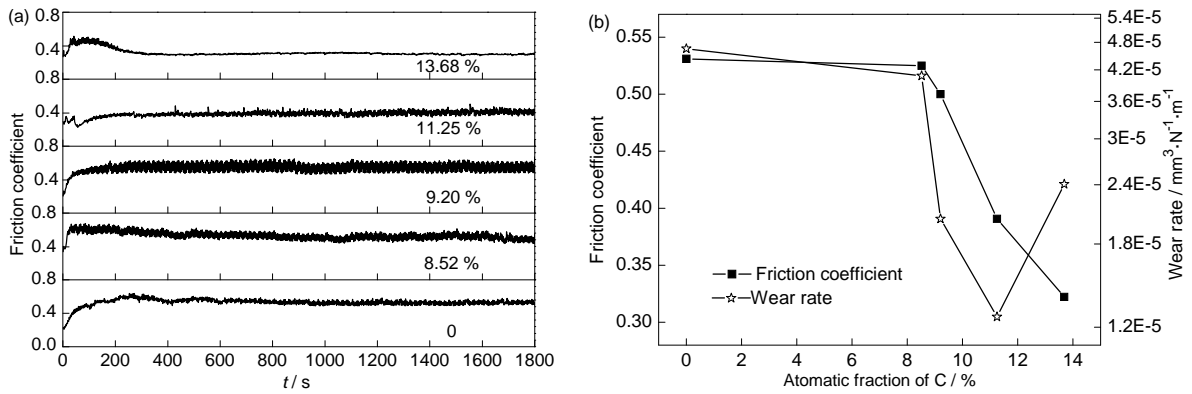 (a)
Friction coefficient
0.8
0.4
0.8
0.4
0.8
0.4
0.8
0.4
0.8
0.4
0.0
13.68 %
11.25 %
9.20 %
8.52 %
0
0 200 400 600 800 1000 1200 1400 1600 1800
t / s
(b)
Friction coefficient
0.55
0.50
0.45
0.40
0.35
0.30
Friction coefficient
Wear rate
0 2 4 6 8 10 12 14
Atomatic fraction of C / %
5.4E-5
4.8E-5
4.2E-5
3.6E-5
3E-5
2.4E-5
1.8E-5
1.2E-5
Wear rate / mm³·N⁻¹·m⁻¹